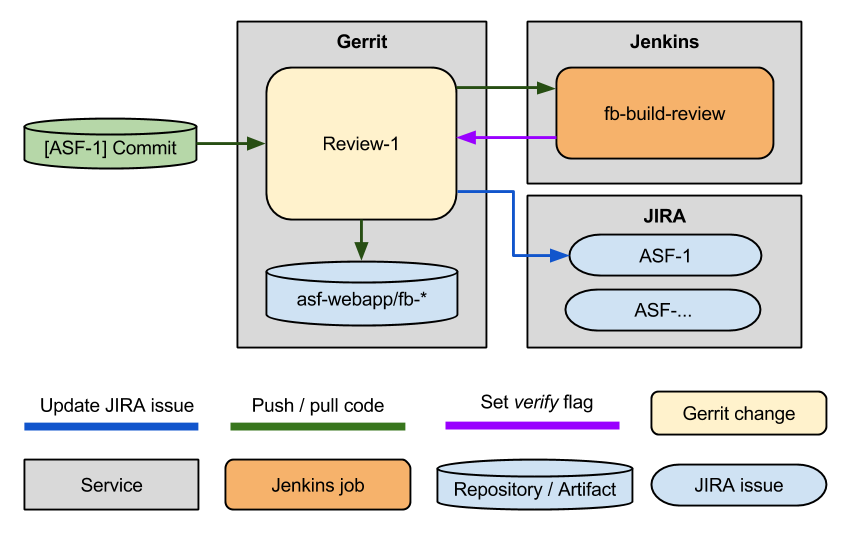 Gerrit
Jenkins
Review-1
fb-build-review
[ASF-1] Commit
JIRA
ASF-1
asf-webapp/fb-*
ASF-...
Update JIRA issue
Push / pull code
Set verify flag
Gerrit change
Service
Jenkins job
Repository / Artifact
JIRA issue